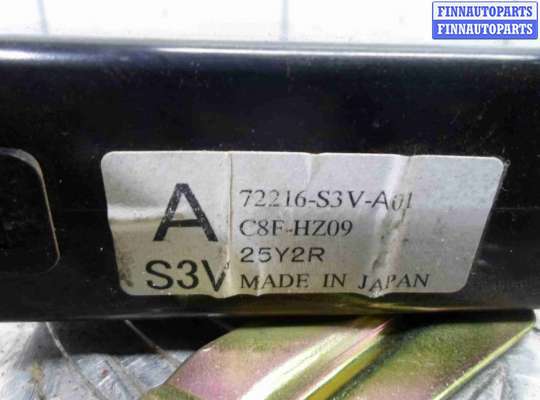 FINNAUTOPARTS
FINNAUTOPARTS
A
S3V
72216-S3V-A01
C8F-HZ09
25Y2R
MADE IN JAPAN